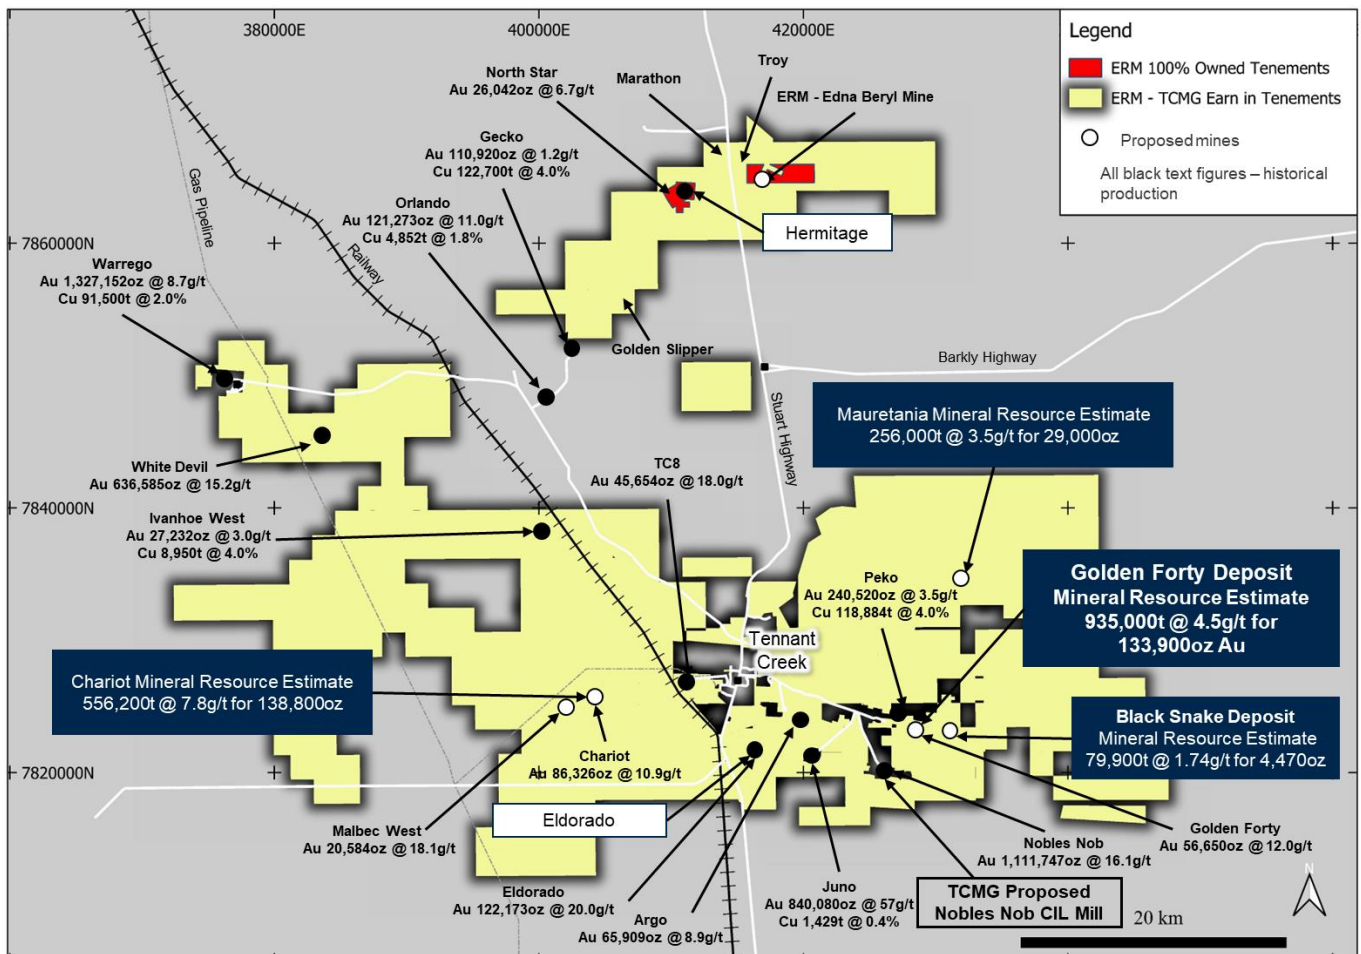 380000E
400000E
420000E
Legend
ERM 100% Owned Tenements
ERM - TCMG Earn in Tenements
Proposed mines
All black text figures – historical
production
North Star
Au 26,042oz @ 6.7g/t
Marathon
Troy
ERM - Edna Beryl Mine
Gecko
Au 110,920oz @ 1.2g/t
Cu 122,700t @ 4.0%
Orlando
Au 121,273oz @ 11.0g/t
Cu 4,852t @ 1.8%
Gas Pipeline
Railway
Hermitage
7860000N
Warrego
Au 1,327,152oz @ 8.7g/t
Cu 91,500t @ 2.0%
Golden Slipper
Barkly Highway
Stuart Highway
Mauretania Mineral Resource Estimate
256,000t @ 3.5g/t for 29,000oz
White Devil
Au 636,585oz @ 15.2g/t
TC8
Au 45,654oz @ 18.0g/t
7840000N
Ivanhoe West
Au 27,232oz @ 3.0g/t
Cu 8,950t @ 4.0%
Peko
Au 240,520oz @ 3.5g/t
Cu 118,884t @ 4.0%
Golden Forty Deposit
Mineral Resource Estimate
935,000t @ 4.5g/t for
133,900oz Au
Tennant
Creek
Chariot Mineral Resource Estimate
556,200t @ 7.8g/t for 138,800oz
Black Snake Deposit
Mineral Resource Estimate
79,900t @ 1.74g/t for 4,470oz
Chariot
Au 86,326oz @ 10.9g/t
7820000N
Eldorado
Malbec West
Au 20,584oz @ 18.1g/t
Golden Forty
Au 56,650oz @ 12.0g/t
Nobles Nob
Au 1,111,747oz @ 16.1g/t
Eldorado
Au 122,173oz @ 20.0g/t
Argo
Au 65,909oz @ 8.9g/t
Juno
Au 840,080oz @ 57g/t
Cu 1,429t @ 0.4%
TCMG Proposed
Nobles Nob CIL Mill
N
20 km